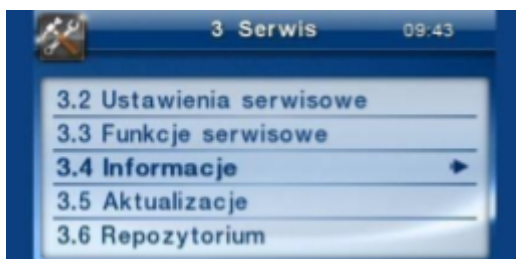 3 Serwis 09:43
3.2 Ustawienia serwisowe
3.3 Funkcje serwisowe
3.4 Informacje
3.5 Aktualizacje
3.6 Repozytorium